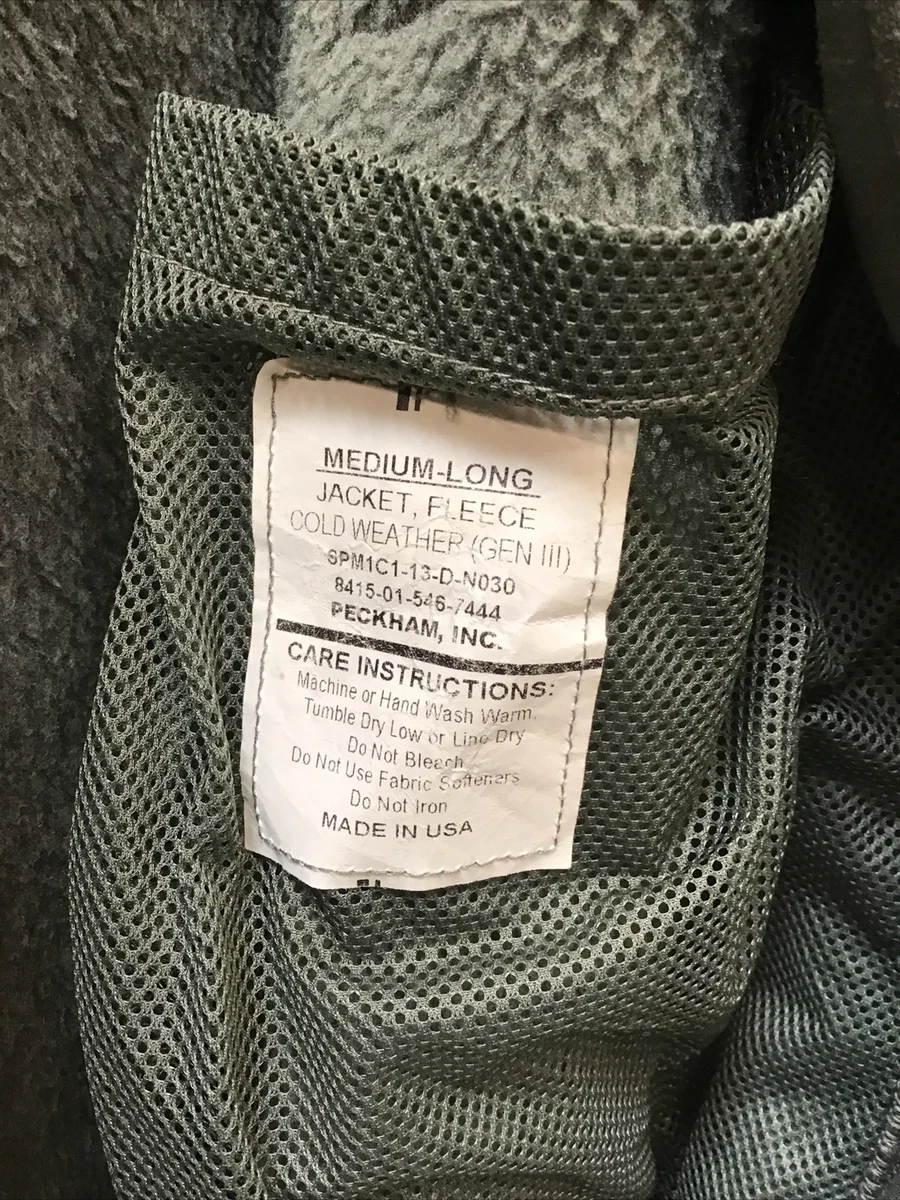 MEDIUM-LONG
JACKET, FLEECE
COLD WEATHER (GEN III)
SPM1C1-13-D-N030
8415-01-546-7444
PECKHAM, INC.
CARE INSTRUCTIONS:
Machine or Hand Wash Warm.
Tumble Dry Low or Line Dry
Do Not Bleach
Do Not Use Fabric Softeners
Do Not Iron
MADE IN USA